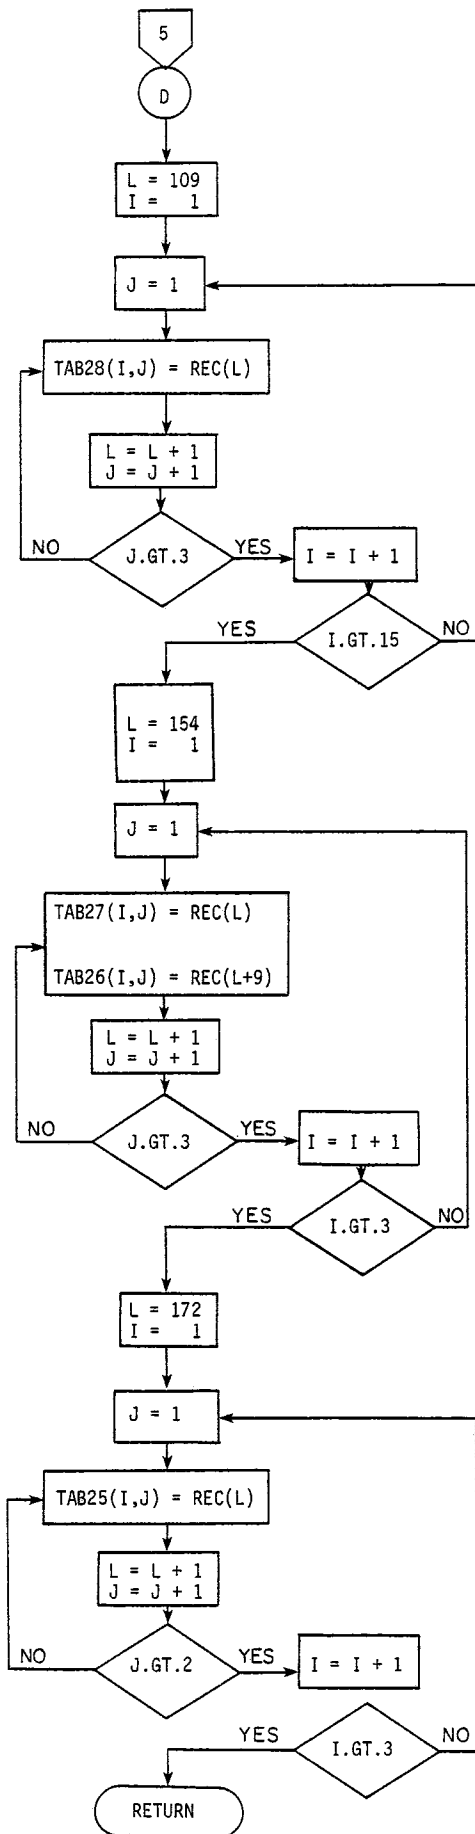 5
D
L = 109
I = 1
J = 1
TAB28(I,J) = REC(L)
L = L + 1
J = J + 1
NO
J.GT.3
YES
I = I + 1
YES
I.GT.15
NO
L = 154
I = 1
J = 1
TAB27(I,J) = REC(L)
TAB26(I,J) = REC(L+9)
L = L + 1
J = J + 1
NO
J.GT.3
YES
I = I + 1
YES
I.GT.3
NO
L = 172
I = 1
J = 1
TAB25(I,J) = REC(L)
L = L + 1
J = J + 1
NO
J.GT.2
YES
I = I + 1
YES
I.GT.3
NO
RETURN